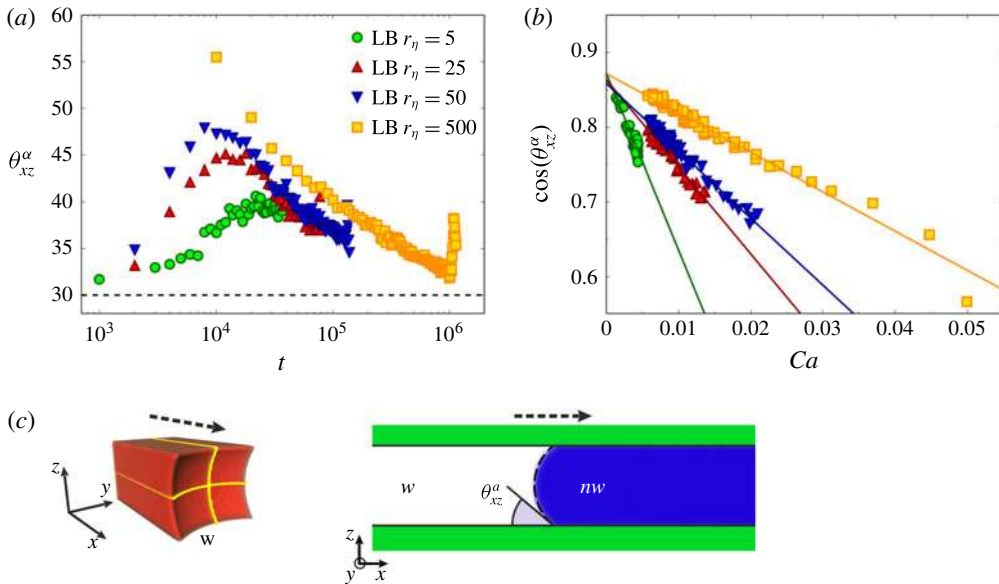 (a)
60
55
50
45
40
35
30
θ^α_xz
10^3
10^4
10^5
10^6
t
LB r_η = 5
LB r_η = 25
LB r_η = 50
LB r_η = 500
(b)
0.9
0.8
0.7
0.6
cos(θ^α_xz)
0
0.01
0.02
0.03
0.04
0.05
Ca
(c)
z
y
x
w
w
θ^a_xz
nw
z
y
x